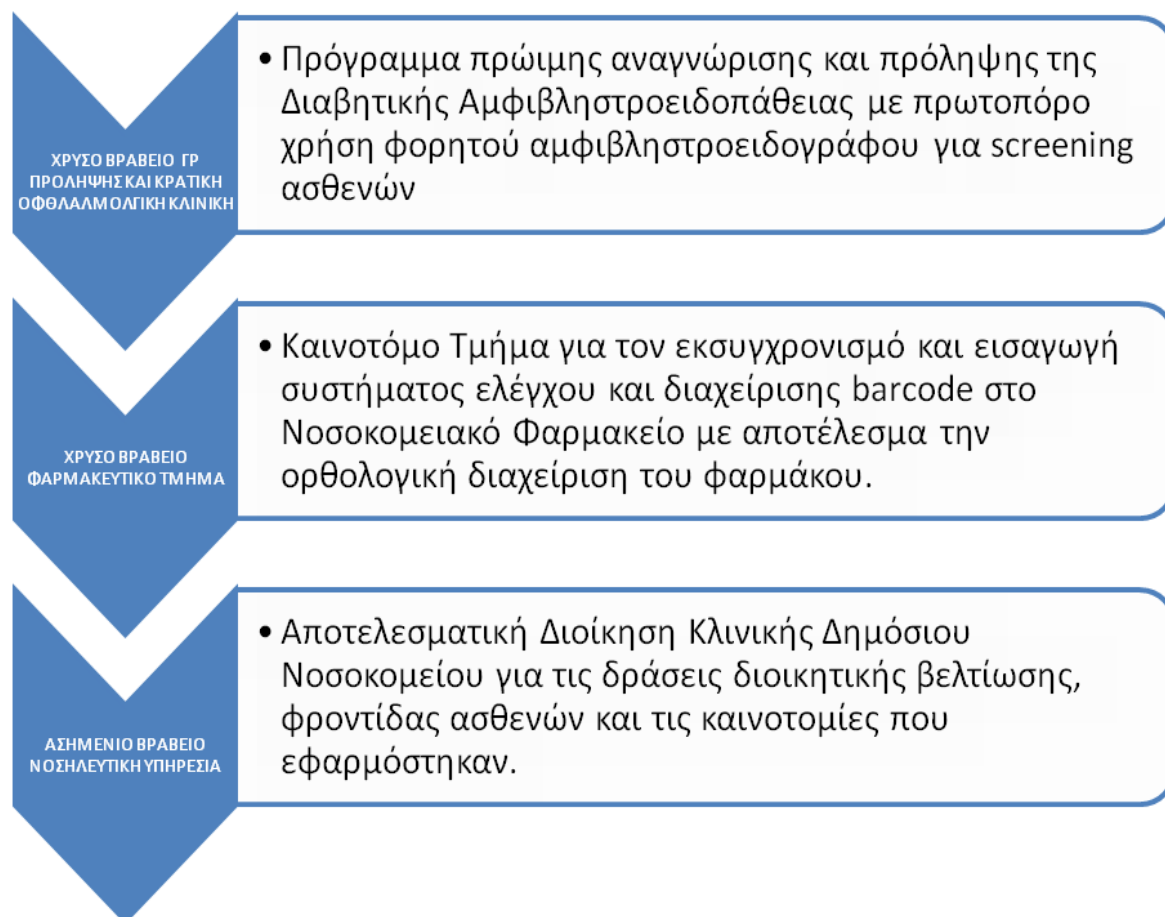 ΧΡΥΣΟ ΒΡΑΒΕΙΟ ΓΡ
ΠΡΟΛΗΨΗΣ ΚΑΙ ΚΡΑΤΙΚΗ
ΟΦΘΛΑΛΜΟΛΓΙΚΗ ΚΛΙΝΙΚΗ
• Πρόγραμμα πρώιμης αναγνώρισης και πρόληψης της
Διαβητικής Αμφιβληστροειδοπάθειας με πρωτοπόρο
χρήση φορητού αμφιβληστροειδογράφου για screening
ασθενών
ΧΡΥΣΟ ΒΡΑΒΕΙΟ
ΦΑΡΜΑΚΕΥΤΙΚΟ ΤΜΗΜΑ
• Καινοτόμο Τμήμα για τον εκσυγχρονισμό και εισαγωγή
συστήματος ελέγχου και διαχείρισης barcode στο
Νοσοκομειακό Φαρμακείο με αποτέλεσμα την
ορθολογική διαχείριση του φαρμάκου.
ΑΣΗΜΕΝΙΟ ΒΡΑΒΕΙΟ
ΝΟΣΗΛΕΥΤΙΚΗ ΥΠΗΡΕΣΙΑ
• Αποτελεσματική Διοίκηση Κλινικής Δημόσιου
Νοσοκομείου για τις δράσεις διοικητικής βελτίωσης,
φροντίδας ασθενών και τις καινοτομίες που
εφαρμόστηκαν.